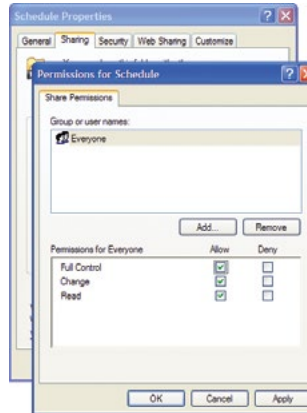 Schedule Properties
General Sharing Security Web Sharing Customize
Permissions for Schedule
Share Permissions
Group or user names:
Everyone
Add... Remove
Permissions for Everyone Allow Deny
Full Control
Change
Read
OK Cancel Apply